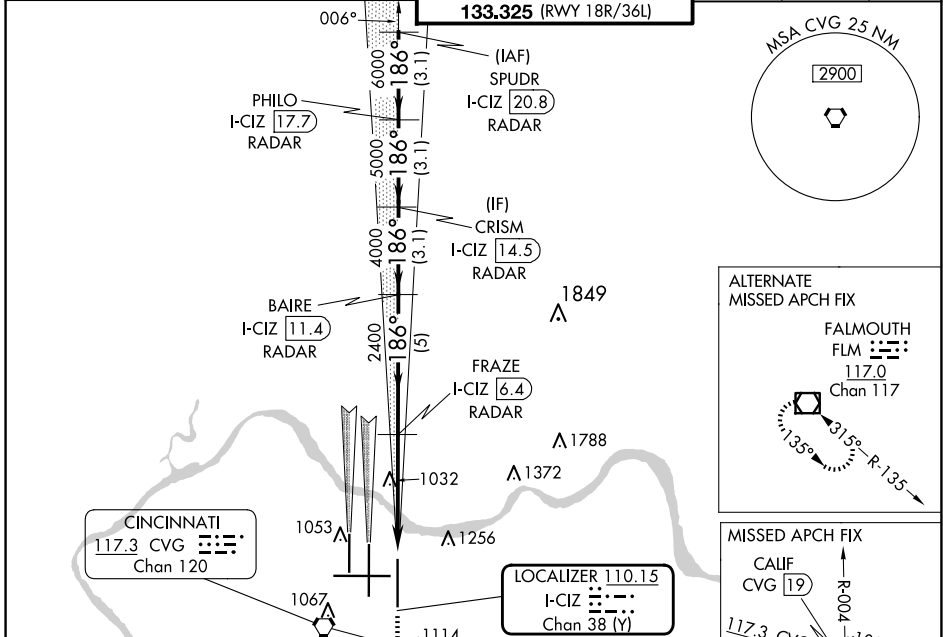 133.325 (RWY 18R/36L)
006°
6000
186°
(3.1)
(IAF)
SPUDR
I-CIZ 20.8
RADAR
MSA CVG 25 NM
2900
PHILO
I-CIZ 17.7
RADAR
5000
186°
(3.1)
(IF)
CRISM
I-CIZ 14.5
RADAR
4000
186°
(3.1)
BAIRE
I-CIZ 11.4
RADAR
2400
186°
(5)
1849
FRAZE
I-CIZ 6.4
RADAR
ALTERNATE
MISSED APCH FIX
FALMOUTH
FLM
117.0
Chan 117
135°
315°
R-135
1788
1372
1032
1053
1256
CINCINNATI
117.3 CVG
Chan 120
LOCALIZER 110.15
I-CIZ
Chan 38 (Y)
1067
1114
MISSED APCH FIX
CALIF
CVG 19
R-004
117.3